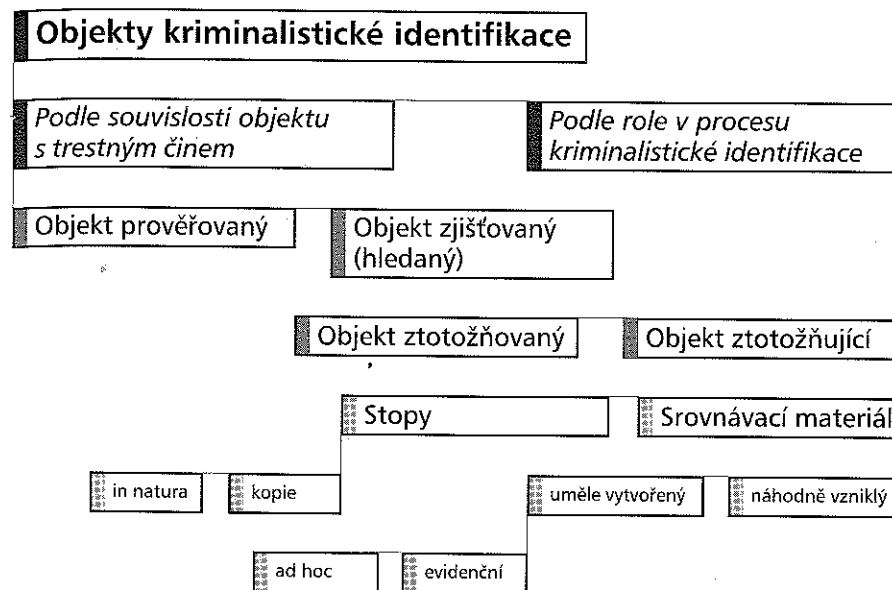 Objekty kriminalistické identifikace
Podle souvislosti objektu
s trestným činem
Podle role v procesu
kriminalistické identifikace
Objekt prověřovaný
Objekt zjišťovaný
(hledaný)
Objekt ztotožňovaný
Objekt ztotožňující
Stopy
Srovnávací materiál
in natura
kopie
uměle vytvořený
náhodně vzniklý
ad hoc
evidenční